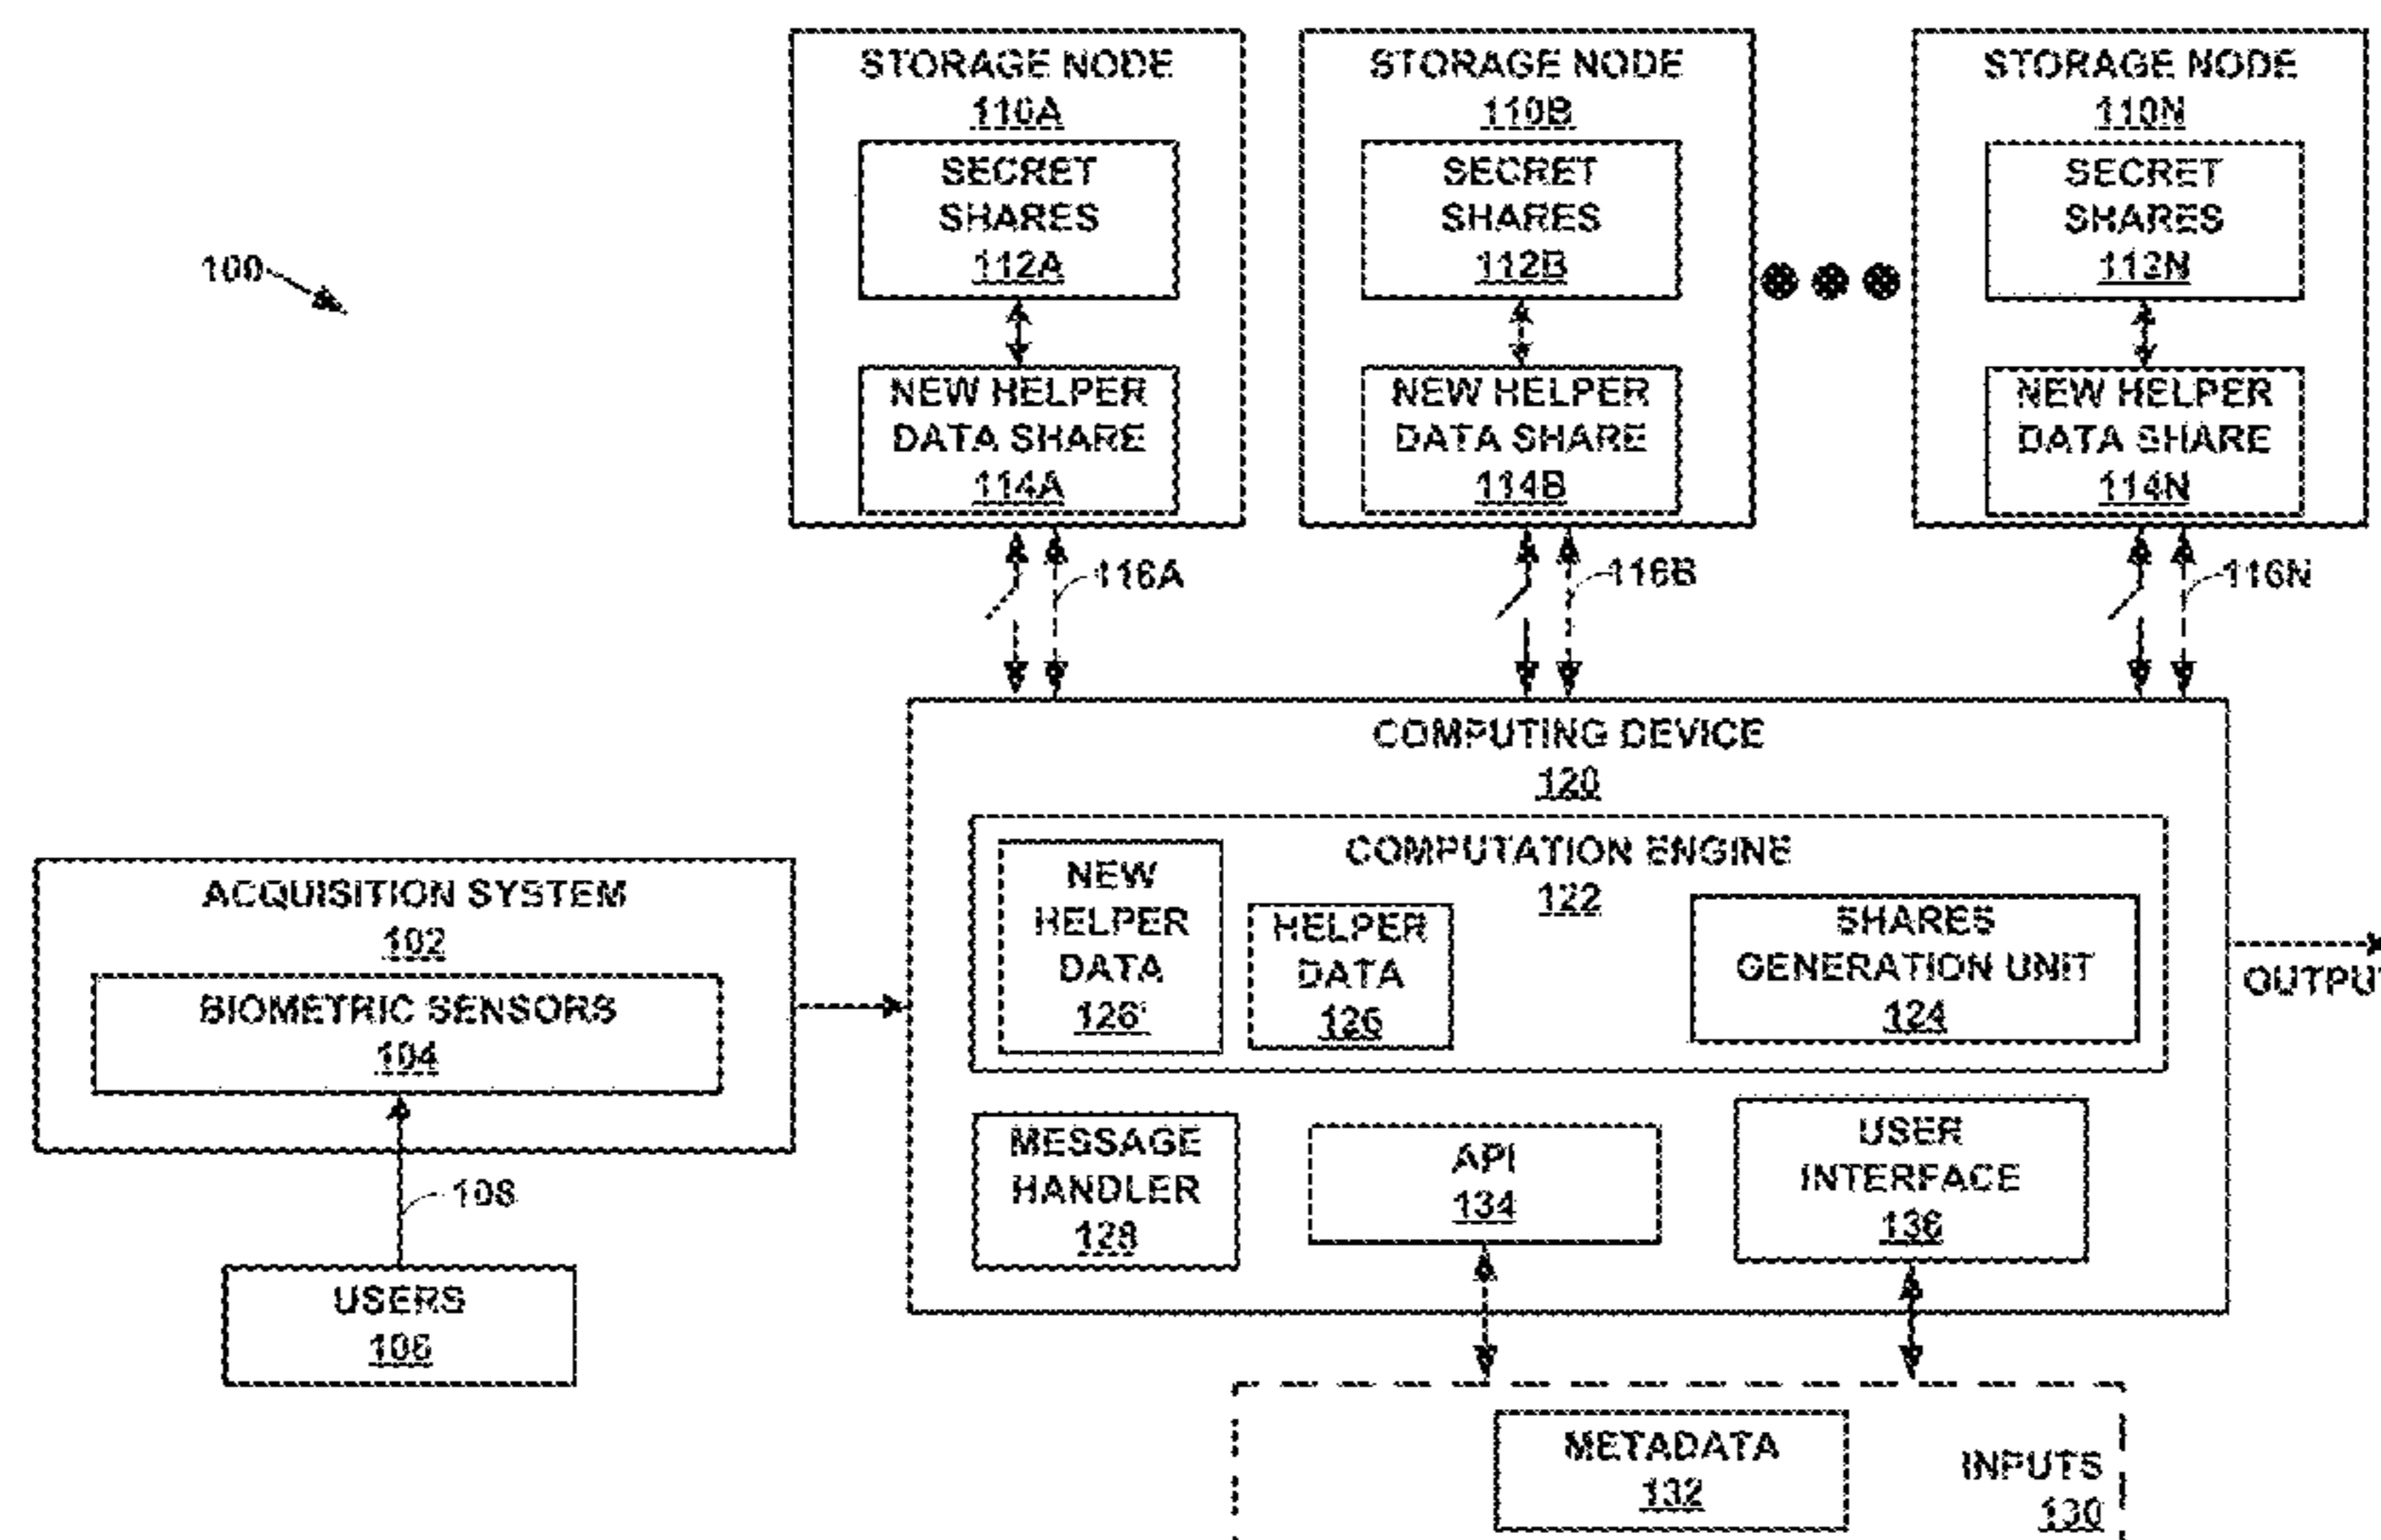 STORAGE NODE
110A
SECRET
SHARES
112A
NEW HELPER
DATA SHARE
114A
STORAGE NODE
110B
SECRET
SHARES
112B
NEW HELPER
DATA SHARE
114B
STORAGE NODE
110N
SECRET
SHARES
112N
NEW HELPER
DATA SHARE
114N
100
116A
116B
116N
COMPUTING DEVICE
120
COMPUTATION ENGINE
122
NEW
HELPER
DATA
126'
HELPER
DATA
126
SHARES
GENERATION UNIT
124
OUTPUT
ACQUISITION SYSTEM
102
BIOMETRIC SENSORS
104
108
USERS
106
MESSAGE
HANDLER
128
API
134
USER
INTERFACE
136
METADATA
132
INPUTS
130